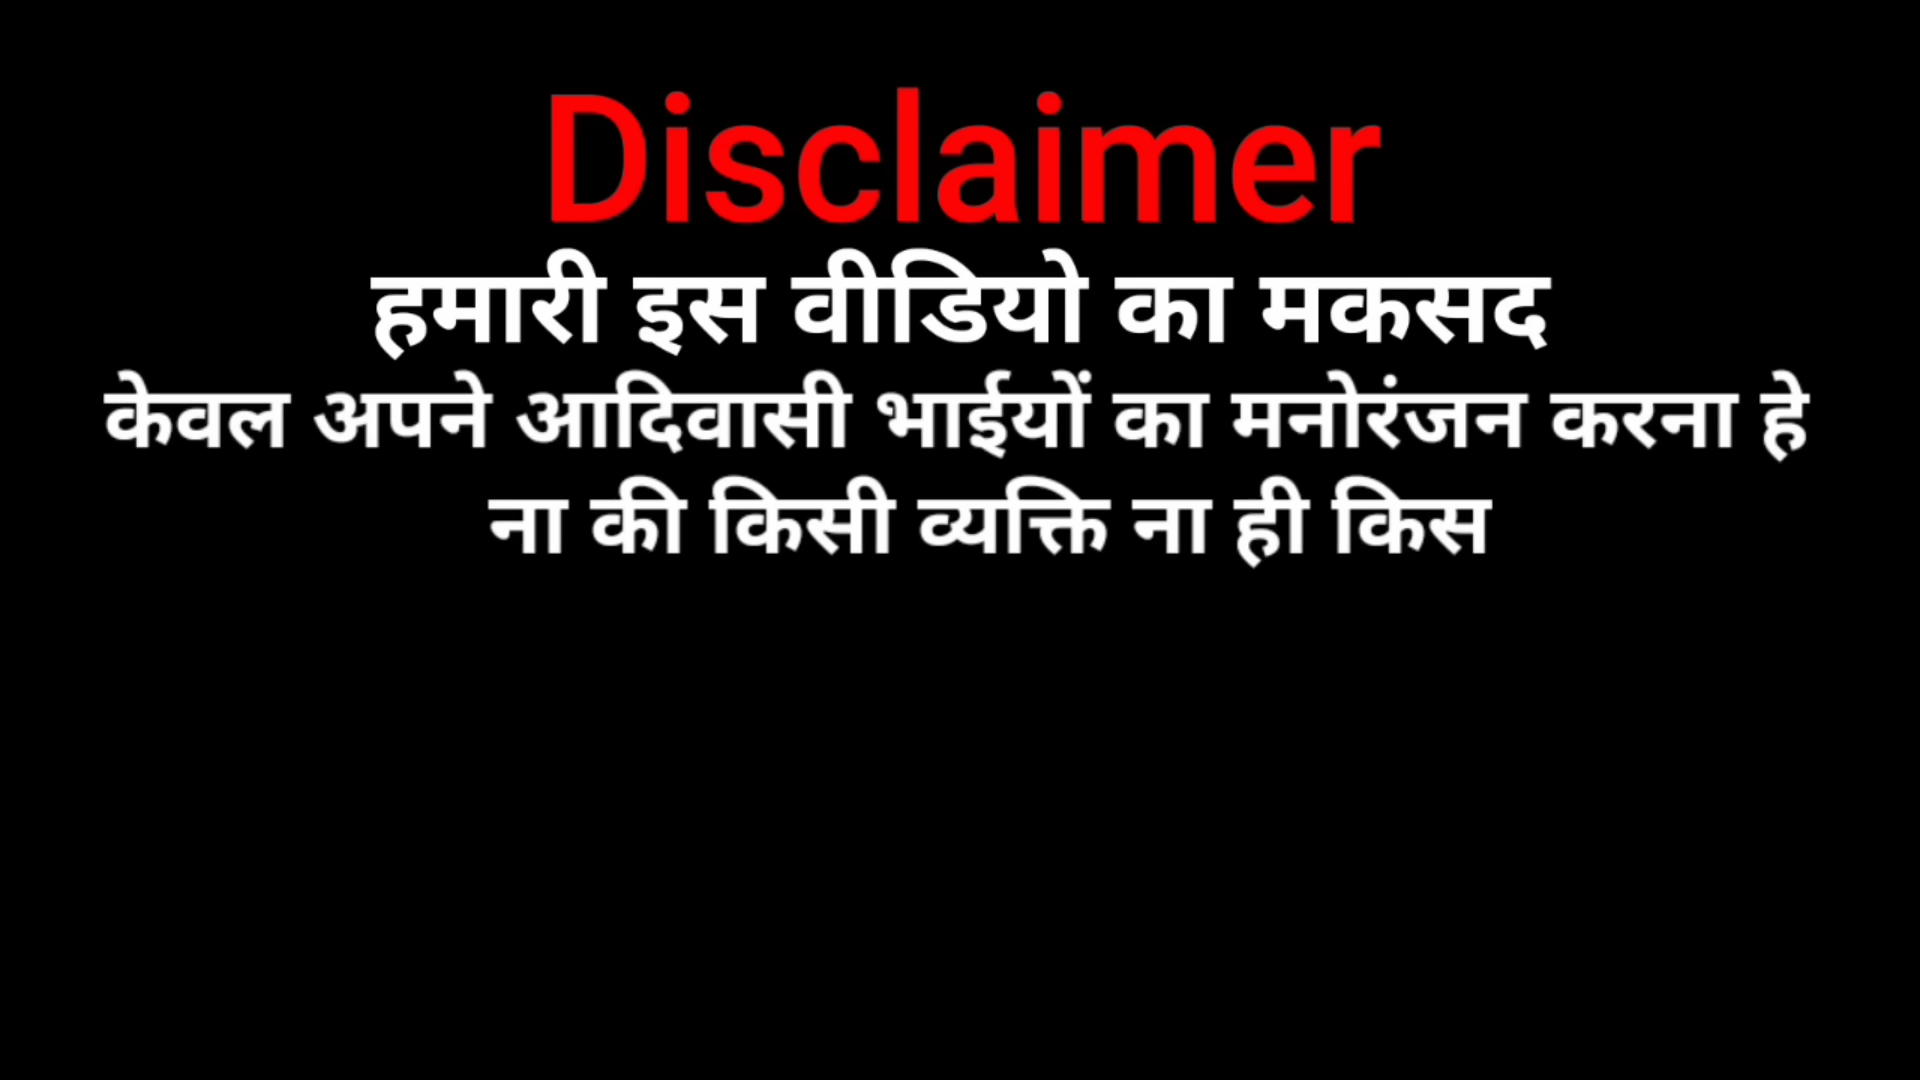 Disclaimer
हमारी इस वीडियो का मकसद
केवल अपने आदिवासी भाईयों का मनोरंजन करना हे
ना की किसी व्यक्ति ना ही किस